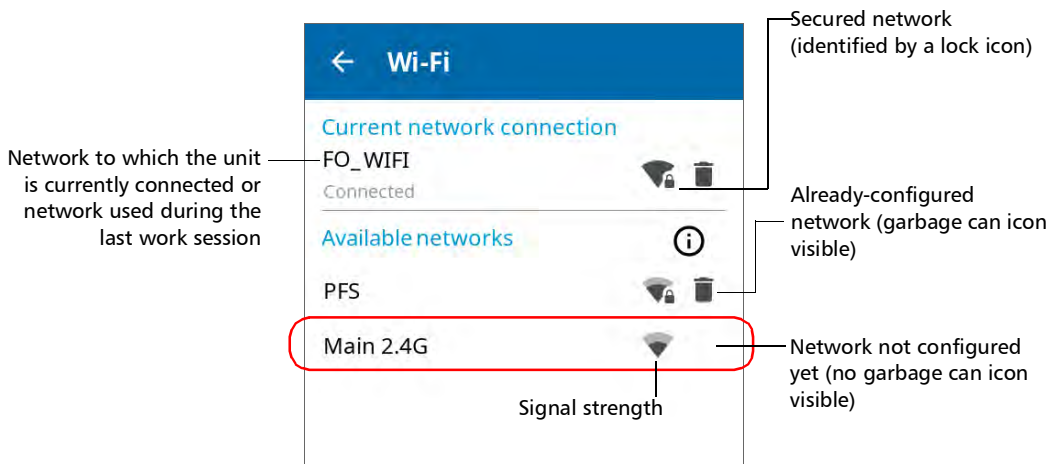 Secured network
(identified by a lock icon)
Wi-Fi
Current network connection
FO_WIFI
Connected
Network to which the unit
is currently connected or
network used during the
last work session
Already-configured
network (garbage can icon
visible)
Available networks
PFS
Main 2.4G
Network not configured
yet (no garbage can icon
visible)
Signal strength